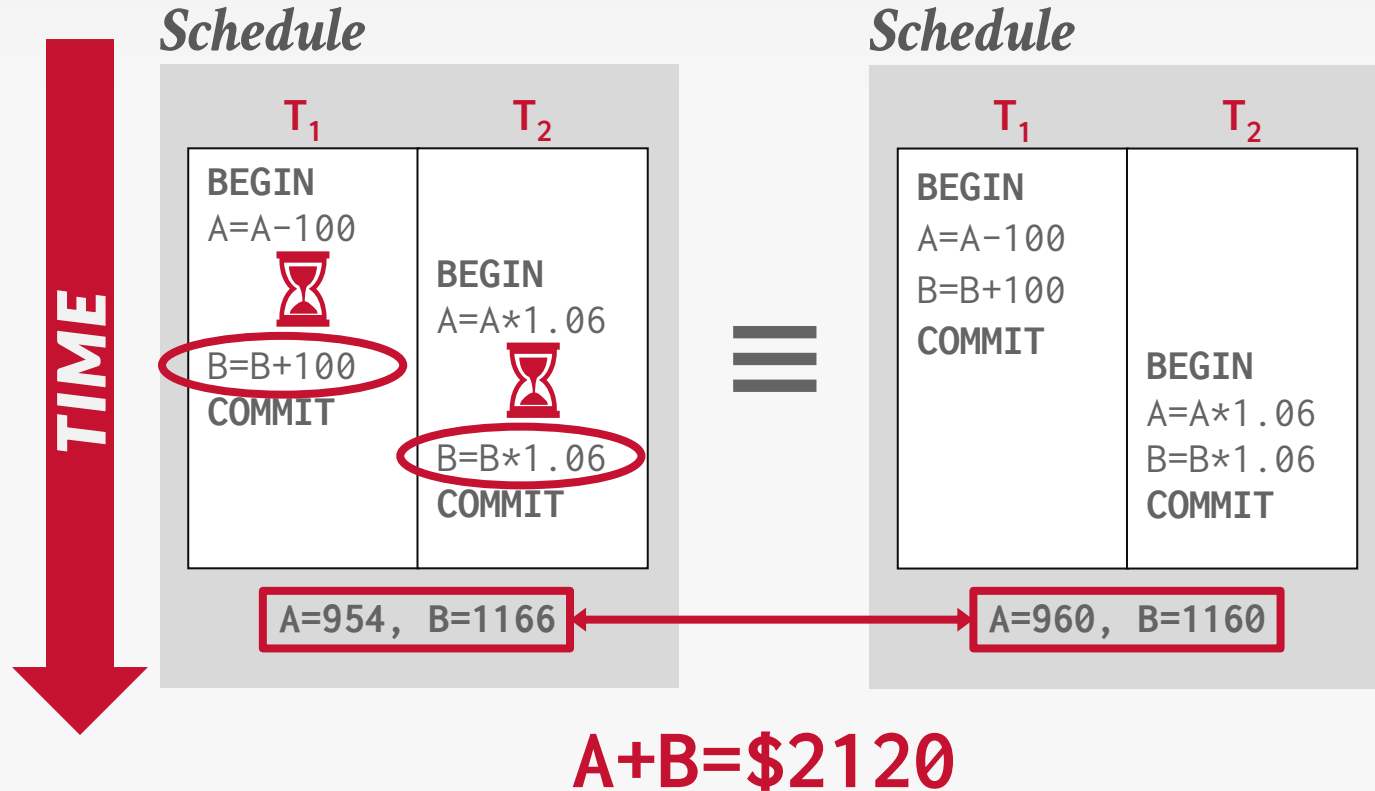 Schedule
T1
T2
BEGIN
A=A-100
B=B+100
COMMIT
BEGIN
A=A*1.06
B=B*1.06
COMMIT
A=954, B=1166
TIME
≡
Schedule
T1
T2
BEGIN
A=A-100
B=B+100
COMMIT
BEGIN
A=A*1.06
B=B*1.06
COMMIT
A=960, B=1160
A+B=$2120